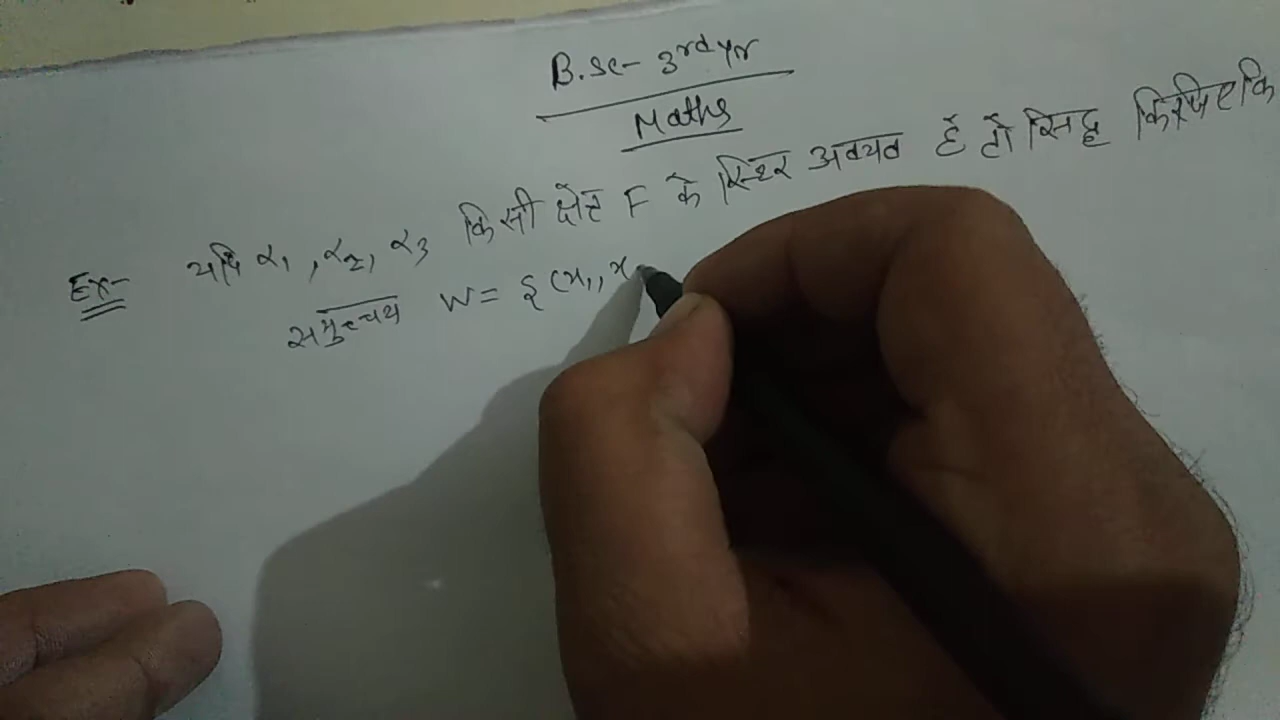 B.Sc- 3rd yr
Maths
Ex- यदि α1, α2, α3 किसी क्षेत्र F के स्थिर अवयव हैं तो सिद्ध किजिए कि
समुच्चय W = { (x1, x